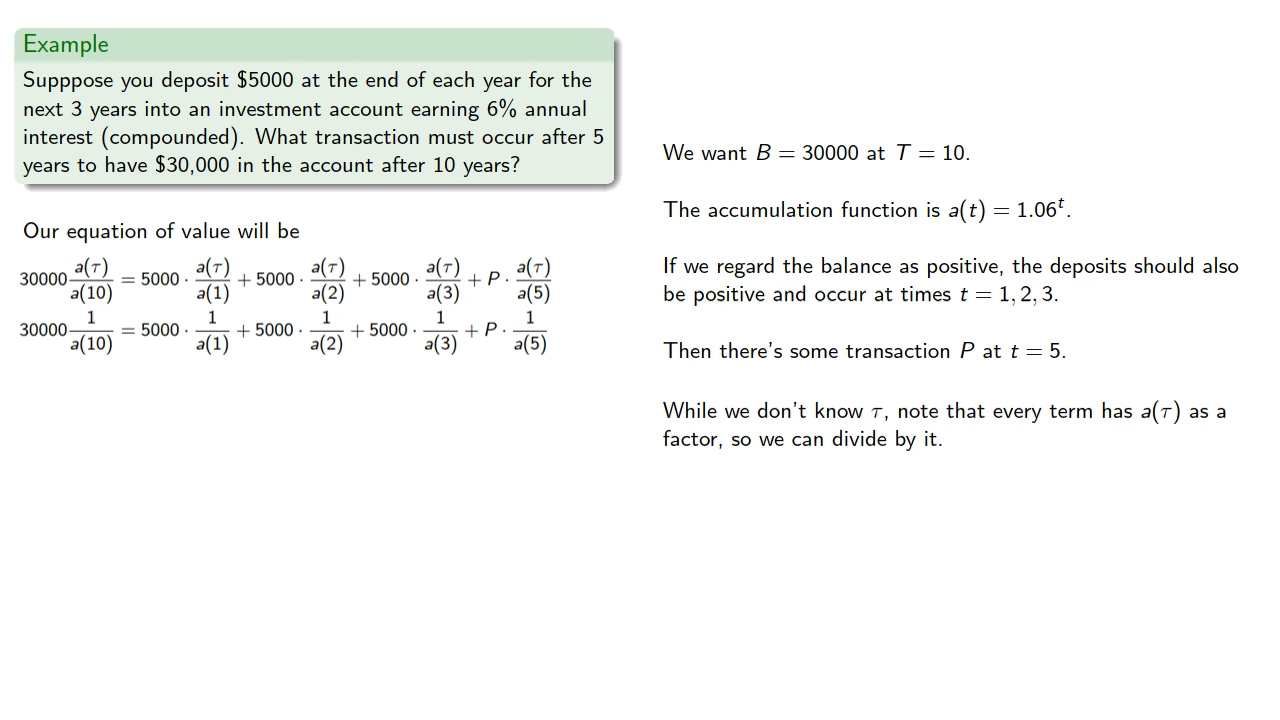 Example
Supppose you deposit $5000 at the end of each year for the
next 3 years into an investment account earning 6% annual
interest (compounded). What transaction must occur after 5
years to have $30,000 in the account after 10 years?
Our equation of value will be
30000 a(τ)/a(10) = 5000 · a(τ)/a(1) + 5000 · a(τ)/a(2) + 5000 · a(τ)/a(3) + P · a(τ)/a(5)
30000 1/a(10) = 5000 · 1/a(1) + 5000 · 1/a(2) + 5000 · 1/a(3) + P · 1/a(5)
We want B = 30000 at T = 10.
The accumulation function is a(t) = 1.06^t.
If we regard the balance as positive, the deposits should also
be positive and occur at times t = 1, 2, 3.
Then there's some transaction P at t = 5.
While we don't know τ, note that every term has a(τ) as a
factor, so we can divide by it.